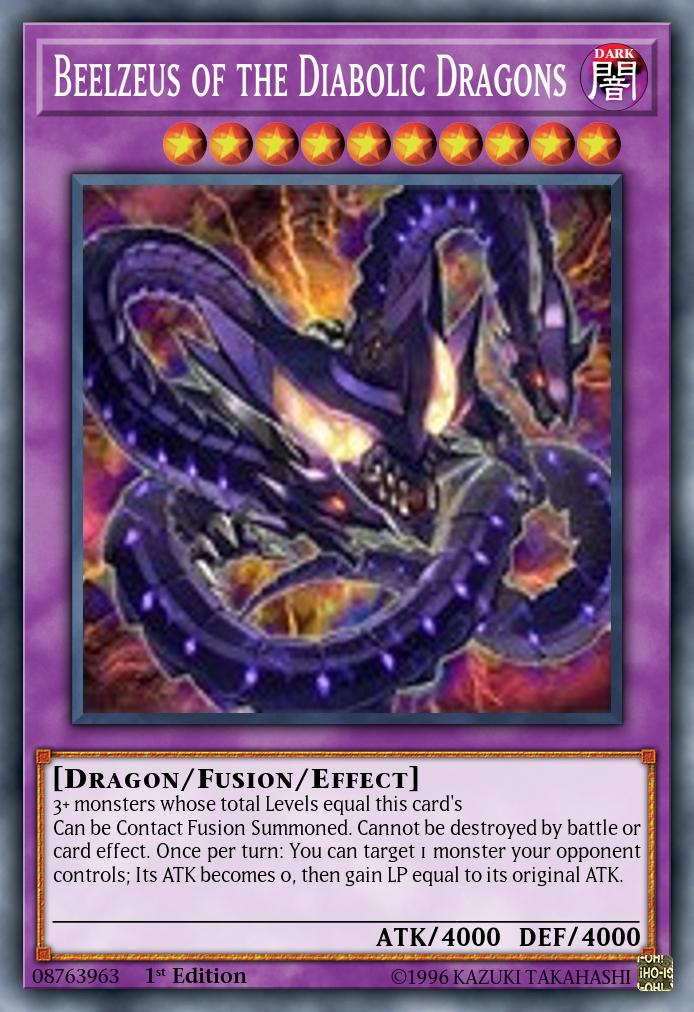 Beelzeus of the Diabolic Dragons
DARK
闇
[Dragon/Fusion/Effect]
3+ monsters whose total Levels equal this card's
Can be Contact Fusion Summoned. Cannot be destroyed by battle or
card effect. Once per turn: You can target 1 monster your opponent
controls; Its ATK becomes 0, then gain LP equal to its original ATK.
ATK/4000 DEF/4000
08763963 1st Edition ©1996 KAZUKI TAKAHASHI